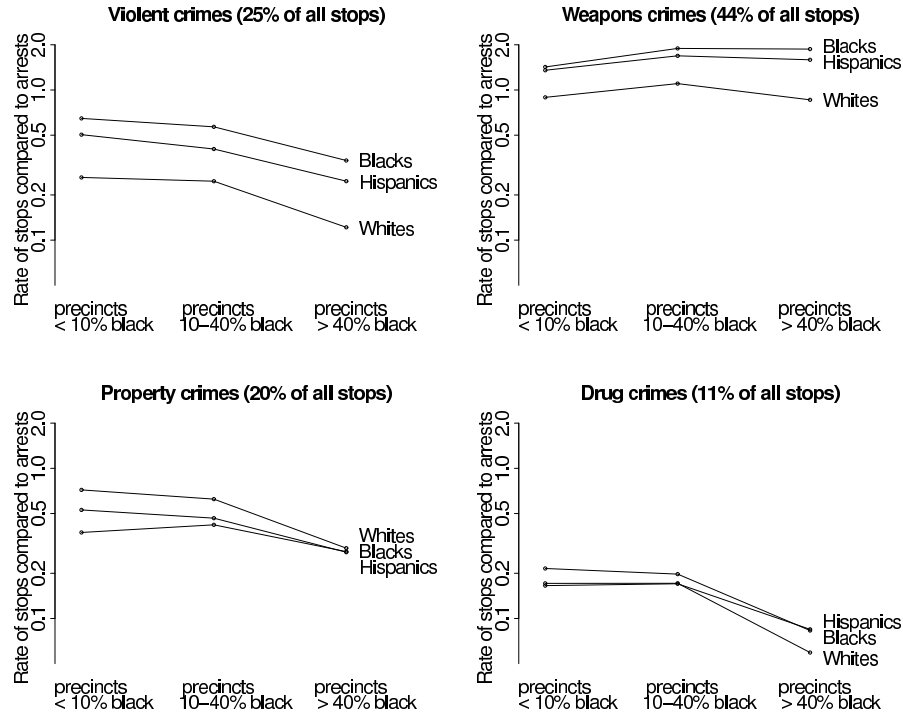 Violent crimes (25% of all stops)
Rate of stops compared to arrests
2.0
1.0
0.5
0.2
0.1
Blacks
Hispanics
Whites
precincts
< 10% black
precincts
10–40% black
precincts
> 40% black
Weapons crimes (44% of all stops)
Rate of stops compared to arrests
2.0
1.0
0.5
0.2
0.1
Blacks
Hispanics
Whites
precincts
< 10% black
precincts
10–40% black
precincts
> 40% black
Property crimes (20% of all stops)
Rate of stops compared to arrests
2.0
1.0
0.5
0.2
0.1
Whites
Blacks
Hispanics
precincts
< 10% black
precincts
10–40% black
precincts
> 40% black
Drug crimes (11% of all stops)
Rate of stops compared to arrests
2.0
1.0
0.5
0.2
0.1
Hispanics
Blacks
Whites
precincts
< 10% black
precincts
10–40% black
precincts
> 40% black